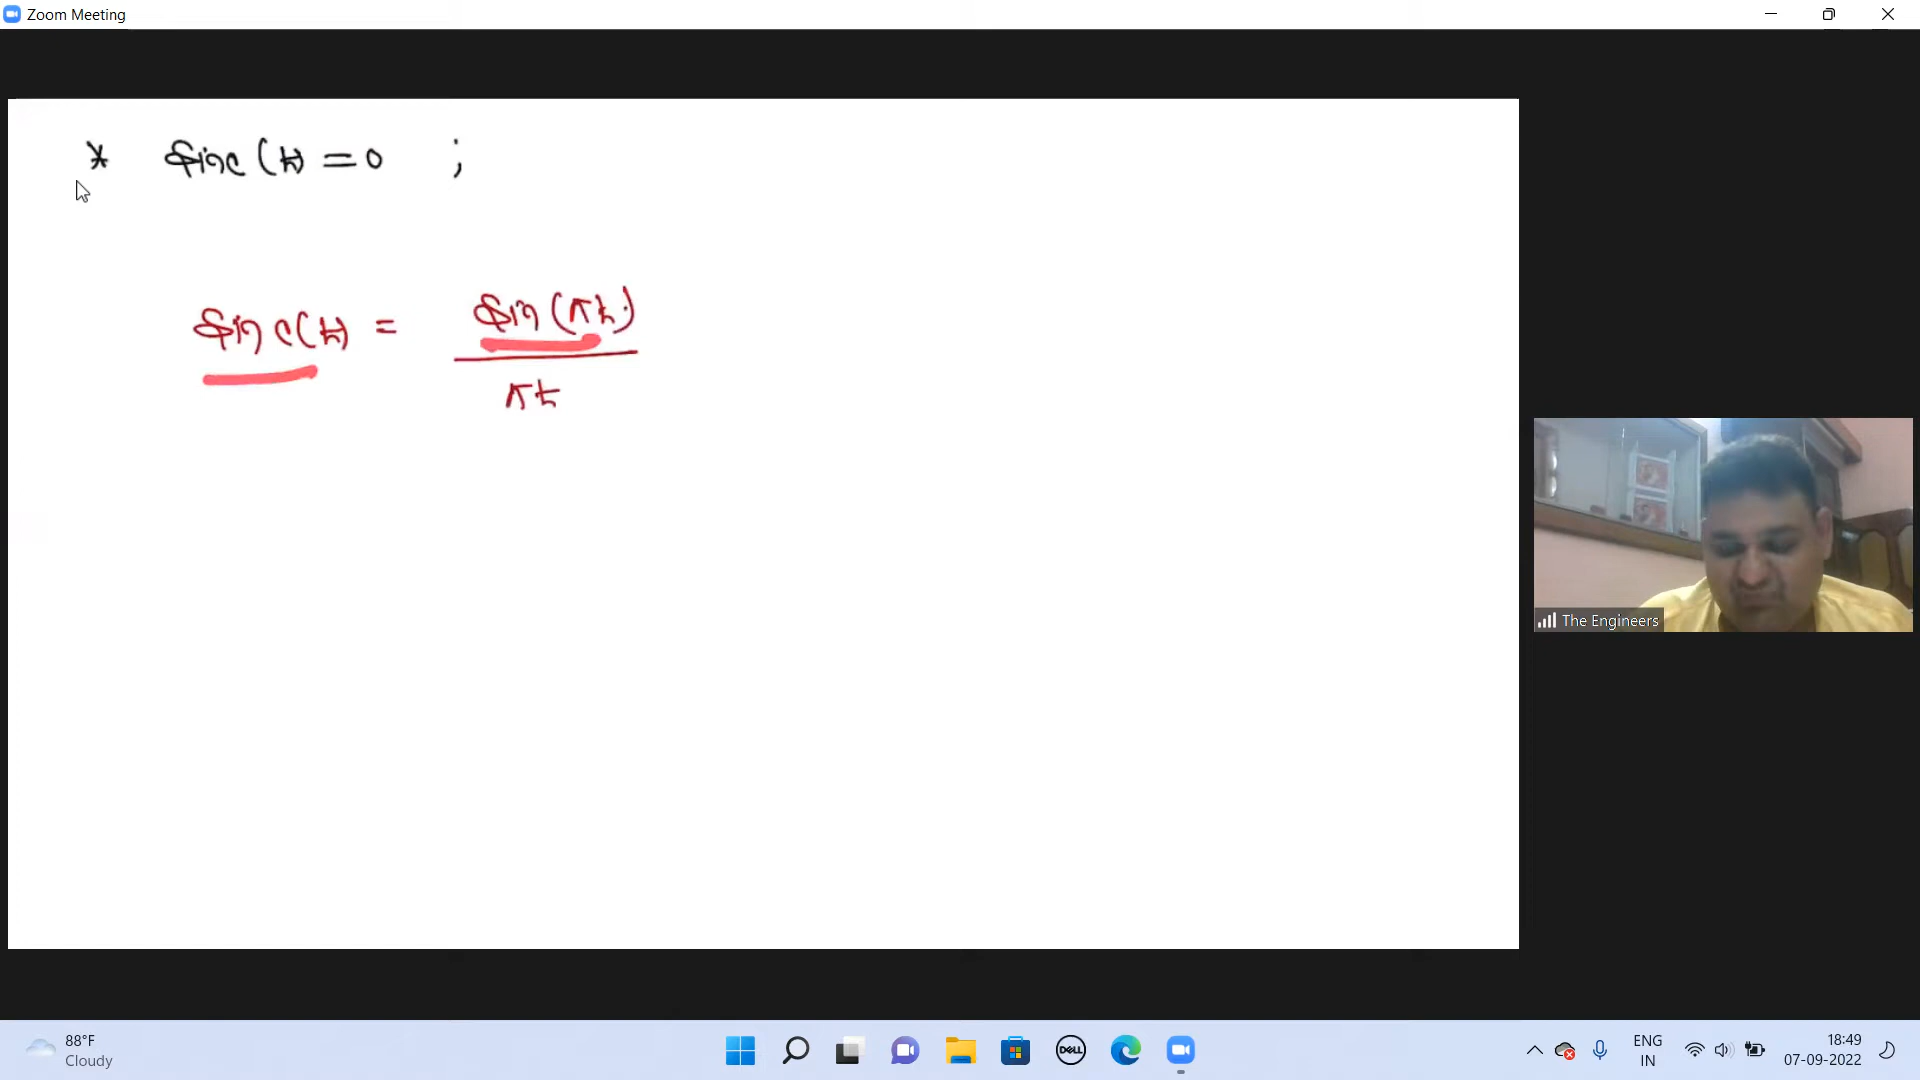 Zoom Meeting
* Sinc(t) = 0 ;
Sinc(t) = Sin(πt)
πt
The Engineers
88°F
Cloudy
DELL
ENG
IN
18:49
07-09-2022